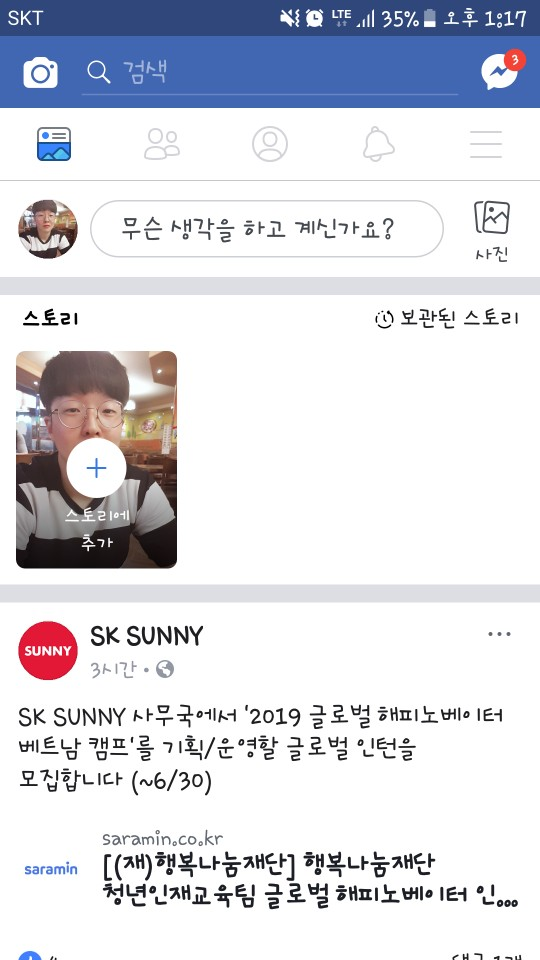 SKT LTE 35% 오후 1:17
검색 3
무슨 생각을 하고 계신가요?
사진
스토리 보관된 스토리
스토리에
추가
SUNNY SK SUNNY
3시간
SK SUNNY 사무국에서 '2019 글로벌 해피노베이터
베트남 캠프'를 기획/운영할 글로벌 인턴을
모집합니다 (~6/30)
saramin.co.kr
saramin [(재)행복나눔재단] 행복나눔재단
청년인재교육팀 글로벌 해피노베이터 인...